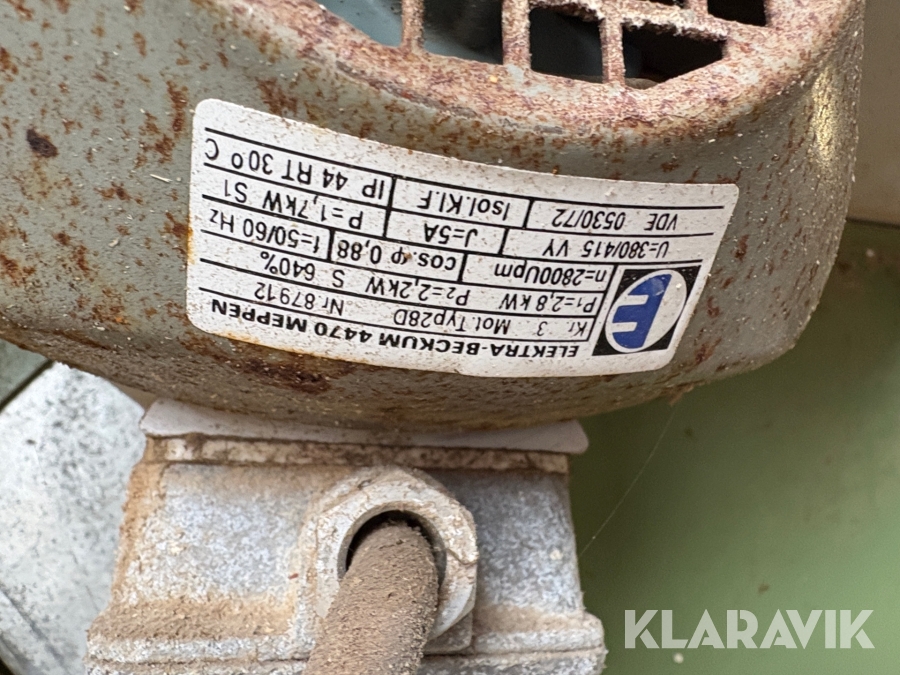 ELEKTRA-BECKUM 4470 MEPPEN
Kr 3 Mot.Typ28D Nr 87912
P1=2,8 kW P2=2,2kW S 640%
n=2800Upm cos.φ 0,88 f=50/60 Hz
U=380/415 VY J=5A P=1,7kW S1
VDE 0530/72 Isol.Kl.F IP 44 RT 30° C
KLARAVIK